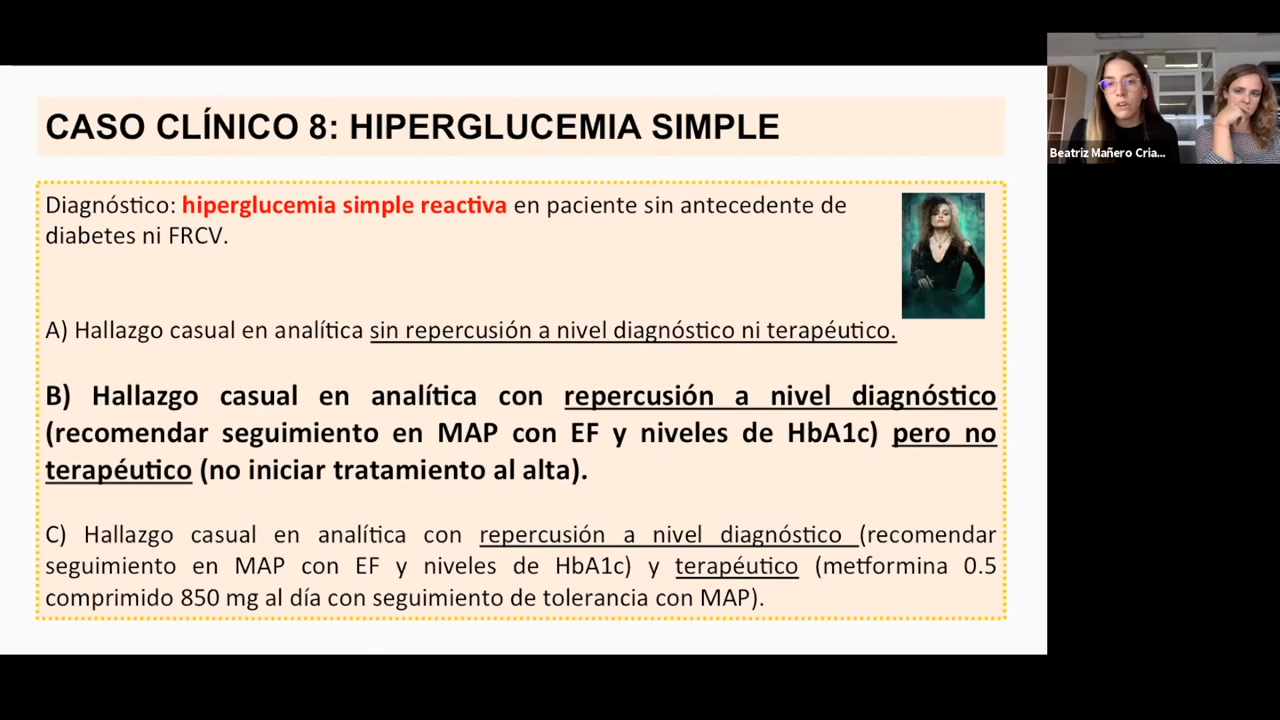 CASO CLÍNICO 8: HIPERGLUCEMIA SIMPLE
Beatriz Mañero Cria...
Diagnóstico: hiperglucemia simple reactiva en paciente sin antecedente de
diabetes ni FRCV.
A) Hallazgo casual en analítica sin repercusión a nivel diagnóstico ni terapéutico.
B) Hallazgo casual en analítica con repercusión a nivel diagnóstico
(recomendar seguimiento en MAP con EF y niveles de HbA1c) pero no
terapéutico (no iniciar tratamiento al alta).
C) Hallazgo casual en analítica con repercusión a nivel diagnóstico (recomendar
seguimiento en MAP con EF y niveles de HbA1c) y terapéutico (metformina 0.5
comprimido 850 mg al día con seguimiento de tolerancia con MAP).